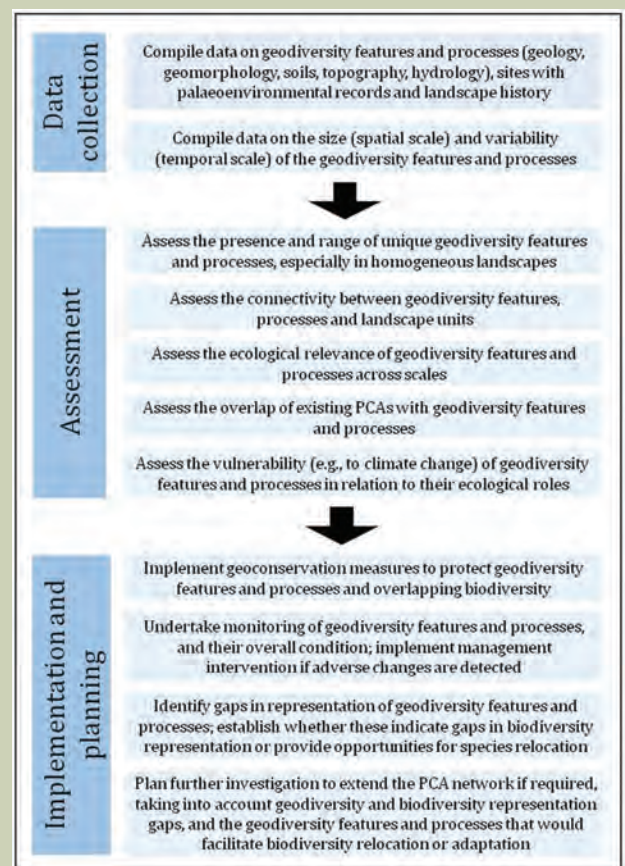 Data
collection
Compile data on geodiversity features and processes (geology,
geomorphology, soils, topography, hydrology), sites with
palaeoenvironmental records and landscape history
Compile data on the size (spatial scale) and variability
(temporal scale) of the geodiversity features and processes
Assessment
Assess the presence and range of unique geodiversity features
and processes, especially in homogeneous landscapes
Assess the connectivity between geodiversity features,
processes and landscape units
Assess the ecological relevance of geodiversity features and
processes across scales
Assess the overlap of existing PCAs with geodiversity features
and processes
Assess the vulnerability (e.g., to climate change) of geodiversity
features and processes in relation to their ecological roles
Implementation and
planning
Implement geoconservation measures to protect geodiversity
features and processes and overlapping biodiversity
Undertake monitoring of geodiversity features and processes,
and their overall condition; implement management
intervention if adverse changes are detected
Identify gaps in representation of geodiversity features and
processes; establish whether these indicate gaps in biodiversity
representation or provide opportunities for species relocation
Plan further investigation to extend the PCA network if required,
taking into account geodiversity and biodiversity representation
gaps, and the geodiversity features and processes that would
facilitate biodiversity relocation or adaptation